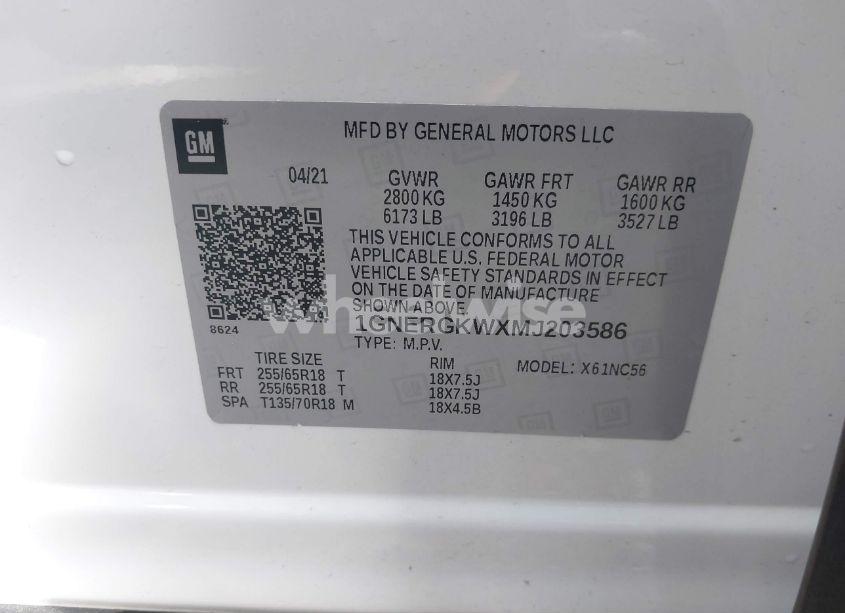 GM
MFD BY GENERAL MOTORS LLC
04/21
GVWR GAWR FRT GAWR RR
2800 KG 1450 KG 1600 KG
6173 LB 3196 LB 3527 LB
THIS VEHICLE CONFORMS TO ALL
APPLICABLE U.S. FEDERAL MOTOR
VEHICLE SAFETY STANDARDS IN EFFECT
ON THE DATE OF MANUFACTURE
SHOWN ABOVE.
8624
1GNERGKWXMJ203586
TYPE: M.P.V.
TIRE SIZE RIM MODEL: X61NC56
FRT 255/65R18 T 18X7.5J
RR 255/65R18 T 18X7.5J
SPA T135/70R18 M 18X4.5B
wheelwise